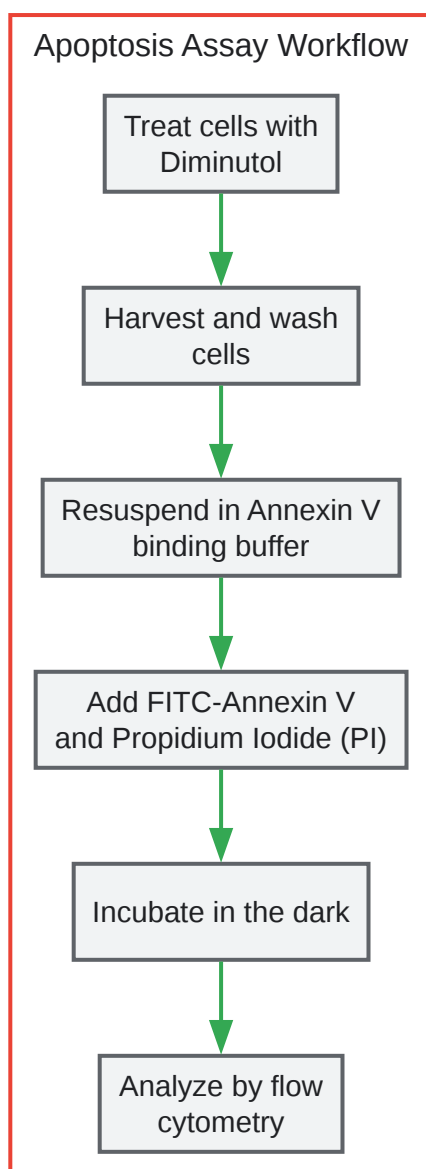 Apoptosis Assay Workflow
Treat cells with
Diminutol
Harvest and wash
cells
Resuspend in Annexin V
binding buffer
Add FITC-Annexin V
and Propidium Iodide (PI)
Incubate in the dark
Analyze by flow
cytometry